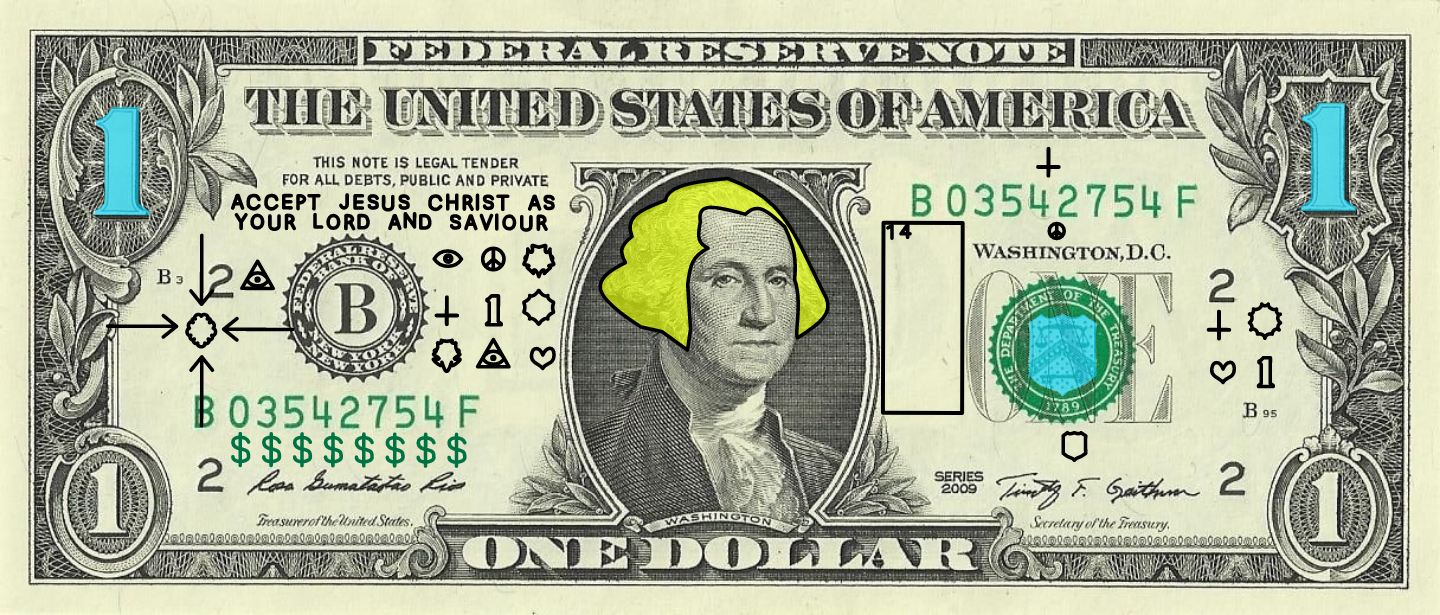 FEDERAL RESERVE NOTE
THE UNITED STATES OF AMERICA
1
1
THIS NOTE IS LEGAL TENDER
FOR ALL DEBTS, PUBLIC AND PRIVATE
ACCEPT JESUS CHRIST AS
YOUR LORD AND SAVIOUR
B 03542754 F
14
WASHINGTON, D.C.
B 3
2
FEDERAL RESERVE
BANK OF
B
NEW YORK
1
ONE
THE DEPARTMENT OF THE TREASURY
1789
2
1
B 95
B 03542754 F
$$$$$$$$
2
Rosa Gumataotao Rios
Treasurer of the United States.
SERIES
2009
Timothy F. Geithner
2
Secretary of the Treasury.
WASHINGTON
1
ONE DOLLAR
1